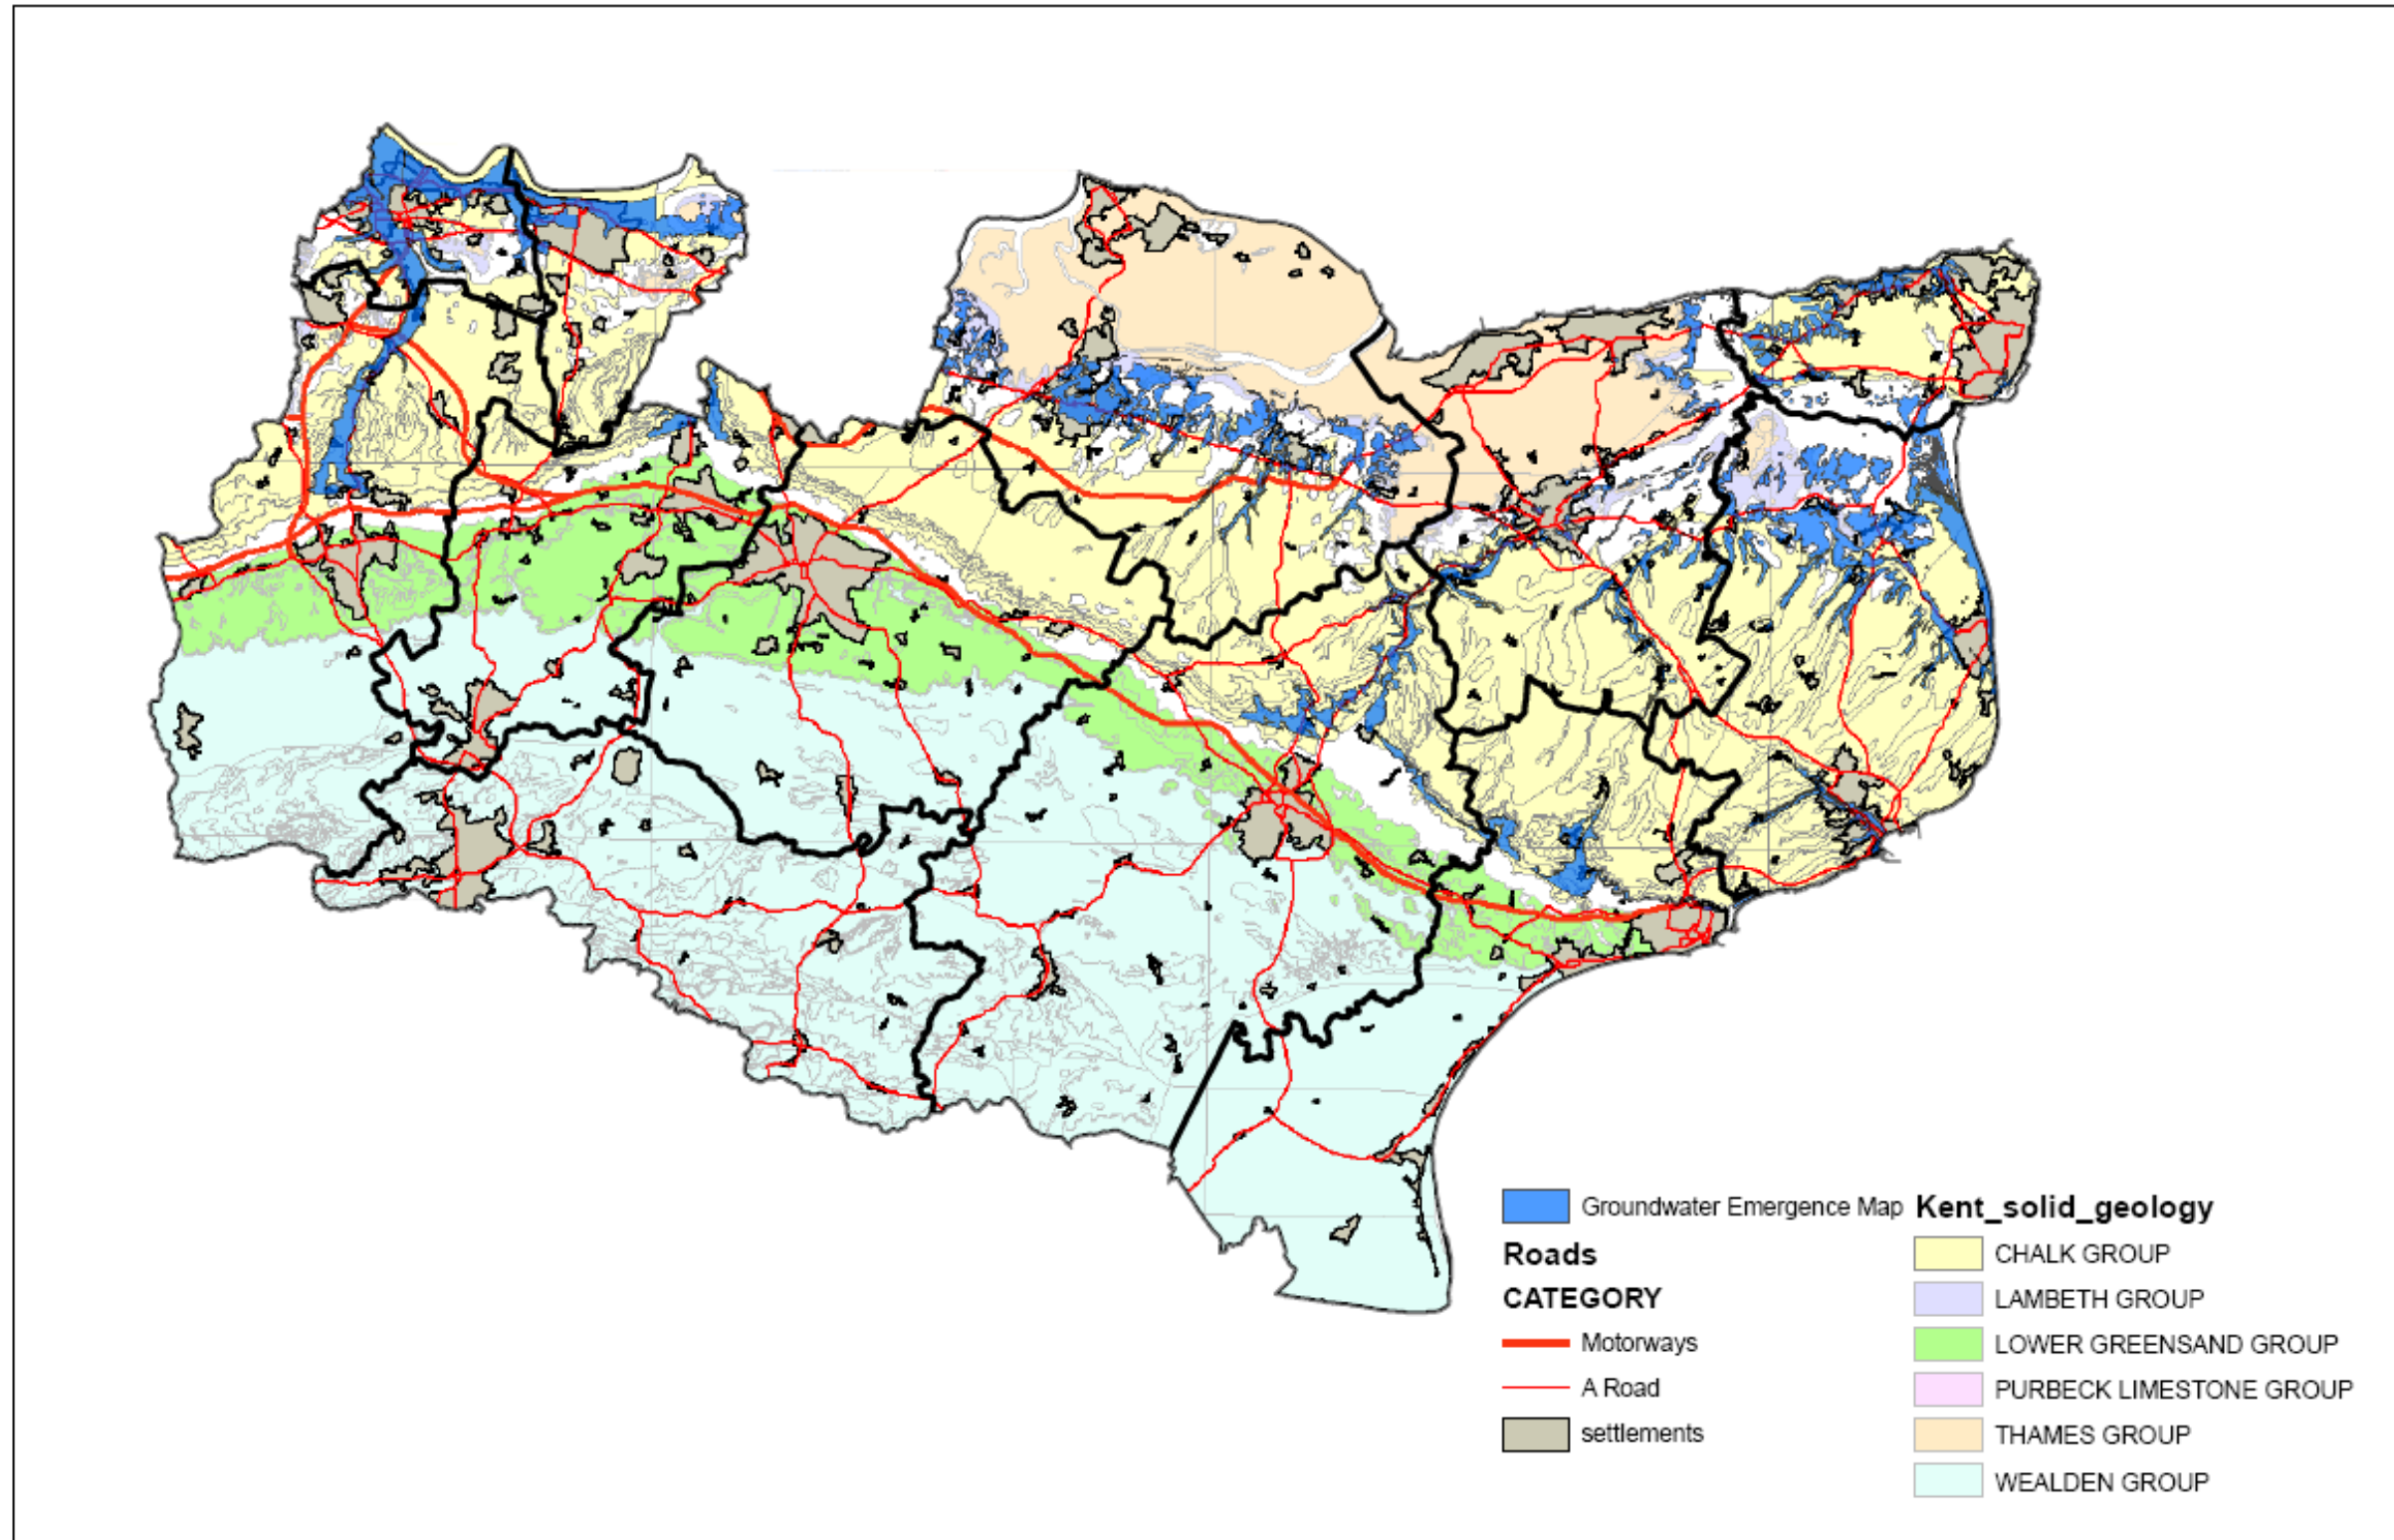 Groundwater Emergence Map
Roads
CATEGORY
Motorways
A Road
settlements
Kent_solid_geology
CHALK GROUP
LAMBETH GROUP
LOWER GREENSAND GROUP
PURBECK LIMESTONE GROUP
THAMES GROUP
WEALDEN GROUP